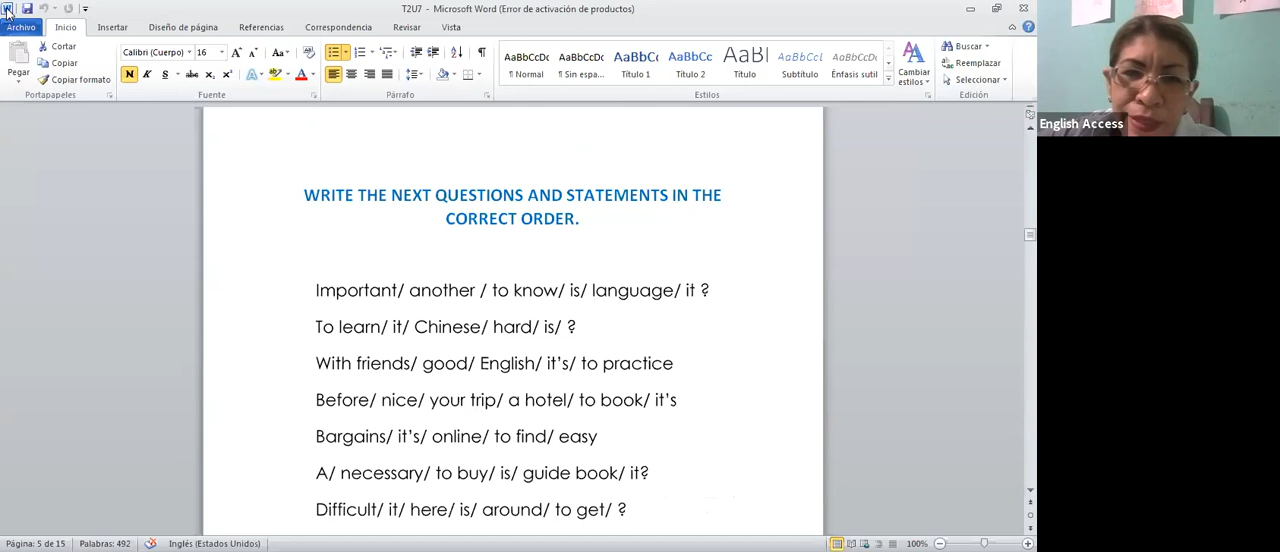 T2U7 - Microsoft Word (Error de activación de productos)
Archivo Inicio Insertar Diseño de página Referencias Correspondencia Revisar Vista
Pegar
Cortar
Copiar
Copiar formato
Portapapeles
Calibri (Cuerpo) 16
N K S abc x₂ x²
Fuente
Párrafo
AaBbCcDc AaBbCcDc AaBbCc AaBbCc AaBl AaBbCcL AaBbCcDc
¶ Normal ¶ Sin espa... Título 1 Título 2 Título Subtítulo Énfasis sutil
Estilos
Cambiar estilos
Buscar
Reemplazar
Seleccionar
Edición
English Access
WRITE THE NEXT QUESTIONS AND STATEMENTS IN THE
CORRECT ORDER.
Important/ another / to know/ is/ language/ it ?
To learn/ it/ Chinese/ hard/ is/ ?
With friends/ good/ English/ it's/ to practice
Before/ nice/ your trip/ a hotel/ to book/ it's
Bargains/ it's/ online/ to find/ easy
A/ necessary/ to buy/ is/ guide book/ it?
Difficult/ it/ here/ is/ around/ to get/ ?
Página: 5 de 15 Palabras: 492 Inglés (Estados Unidos) 100%